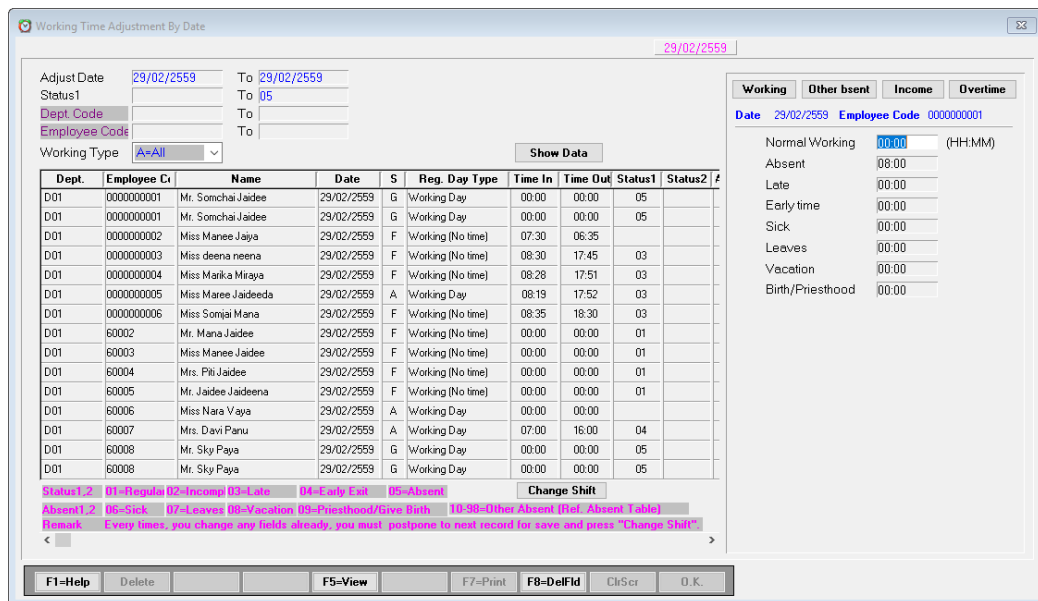 Working Time Adjustment By Date
29/02/2559
Adjust Date 29/02/2559 To 29/02/2559
Status1 To 05
Dept. Code To
Employee Code To
Working Type A=All Show Data
Dept. Employee Co Name Date S Reg. Day Type Time In Time Out Status1 Status2
D01 0000000001 Mr. Somchai Jaidee 29/02/2559 G Working Day 00:00 00:00 05
D01 0000000001 Mr. Somchai Jaidee 29/02/2559 G Working Day 00:00 00:00 05
D01 0000000002 Miss Manee Jaiya 29/02/2559 F Working (No time) 07:30 06:35
D01 0000000003 Miss deena neena 29/02/2559 F Working (No time) 08:30 17:45 03
D01 0000000004 Miss Marika Miraya 29/02/2559 F Working (No time) 08:28 17:51 03
D01 0000000005 Miss Maree Jaideeda 29/02/2559 A Working Day 08:19 17:52 03
D01 0000000006 Miss Somjai Mana 29/02/2559 F Working (No time) 08:35 18:30 03
D01 60002 Mr. Mana Jaidee 29/02/2559 F Working (No time) 00:00 00:00 01
D01 60003 Miss Manee Jaidee 29/02/2559 F Working (No time) 00:00 00:00 01
D01 60004 Mrs. Piti Jaidee 29/02/2559 F Working (No time) 00:00 00:00 01
D01 60005 Mr. Jaidee Jaideena 29/02/2559 F Working (No time) 00:00 00:00 01
D01 60006 Miss Nara Vaya 29/02/2559 A Working Day 00:00 00:00
D01 60007 Mrs. Davi Panu 29/02/2559 A Working Day 07:00 16:00 04
D01 60008 Mr. Sky Paya 29/02/2559 G Working Day 00:00 00:00 05
D01 60008 Mr. Sky Paya 29/02/2559 G Working Day 00:00 00:00 05
Status1,2 01=Regular 02=Incomp 03=Late 04=Early Exit 05=Absent Change Shift
Absent1,2 06=Sick 07=Leaves 08=Vacation 09=Priesthood/Give Birth 10-98=Other Absent (Ref. Absent Table)
Remark Every times, you change any fields already, you must postpone to next record for save and press "Change Shift".
Working Other bsent Income Overtime
Date 29/02/2559 Employee Code 0000000001
Normal Working 00:00 (HH:MM)
Absent 08:00
Late 00:00
Early time 00:00
Sick 00:00
Leaves 00:00
Vacation 00:00
Birth/Priesthood 00:00
F1=Help Delete F5=View F7=Print F8=DelFld ClrScr O.K.